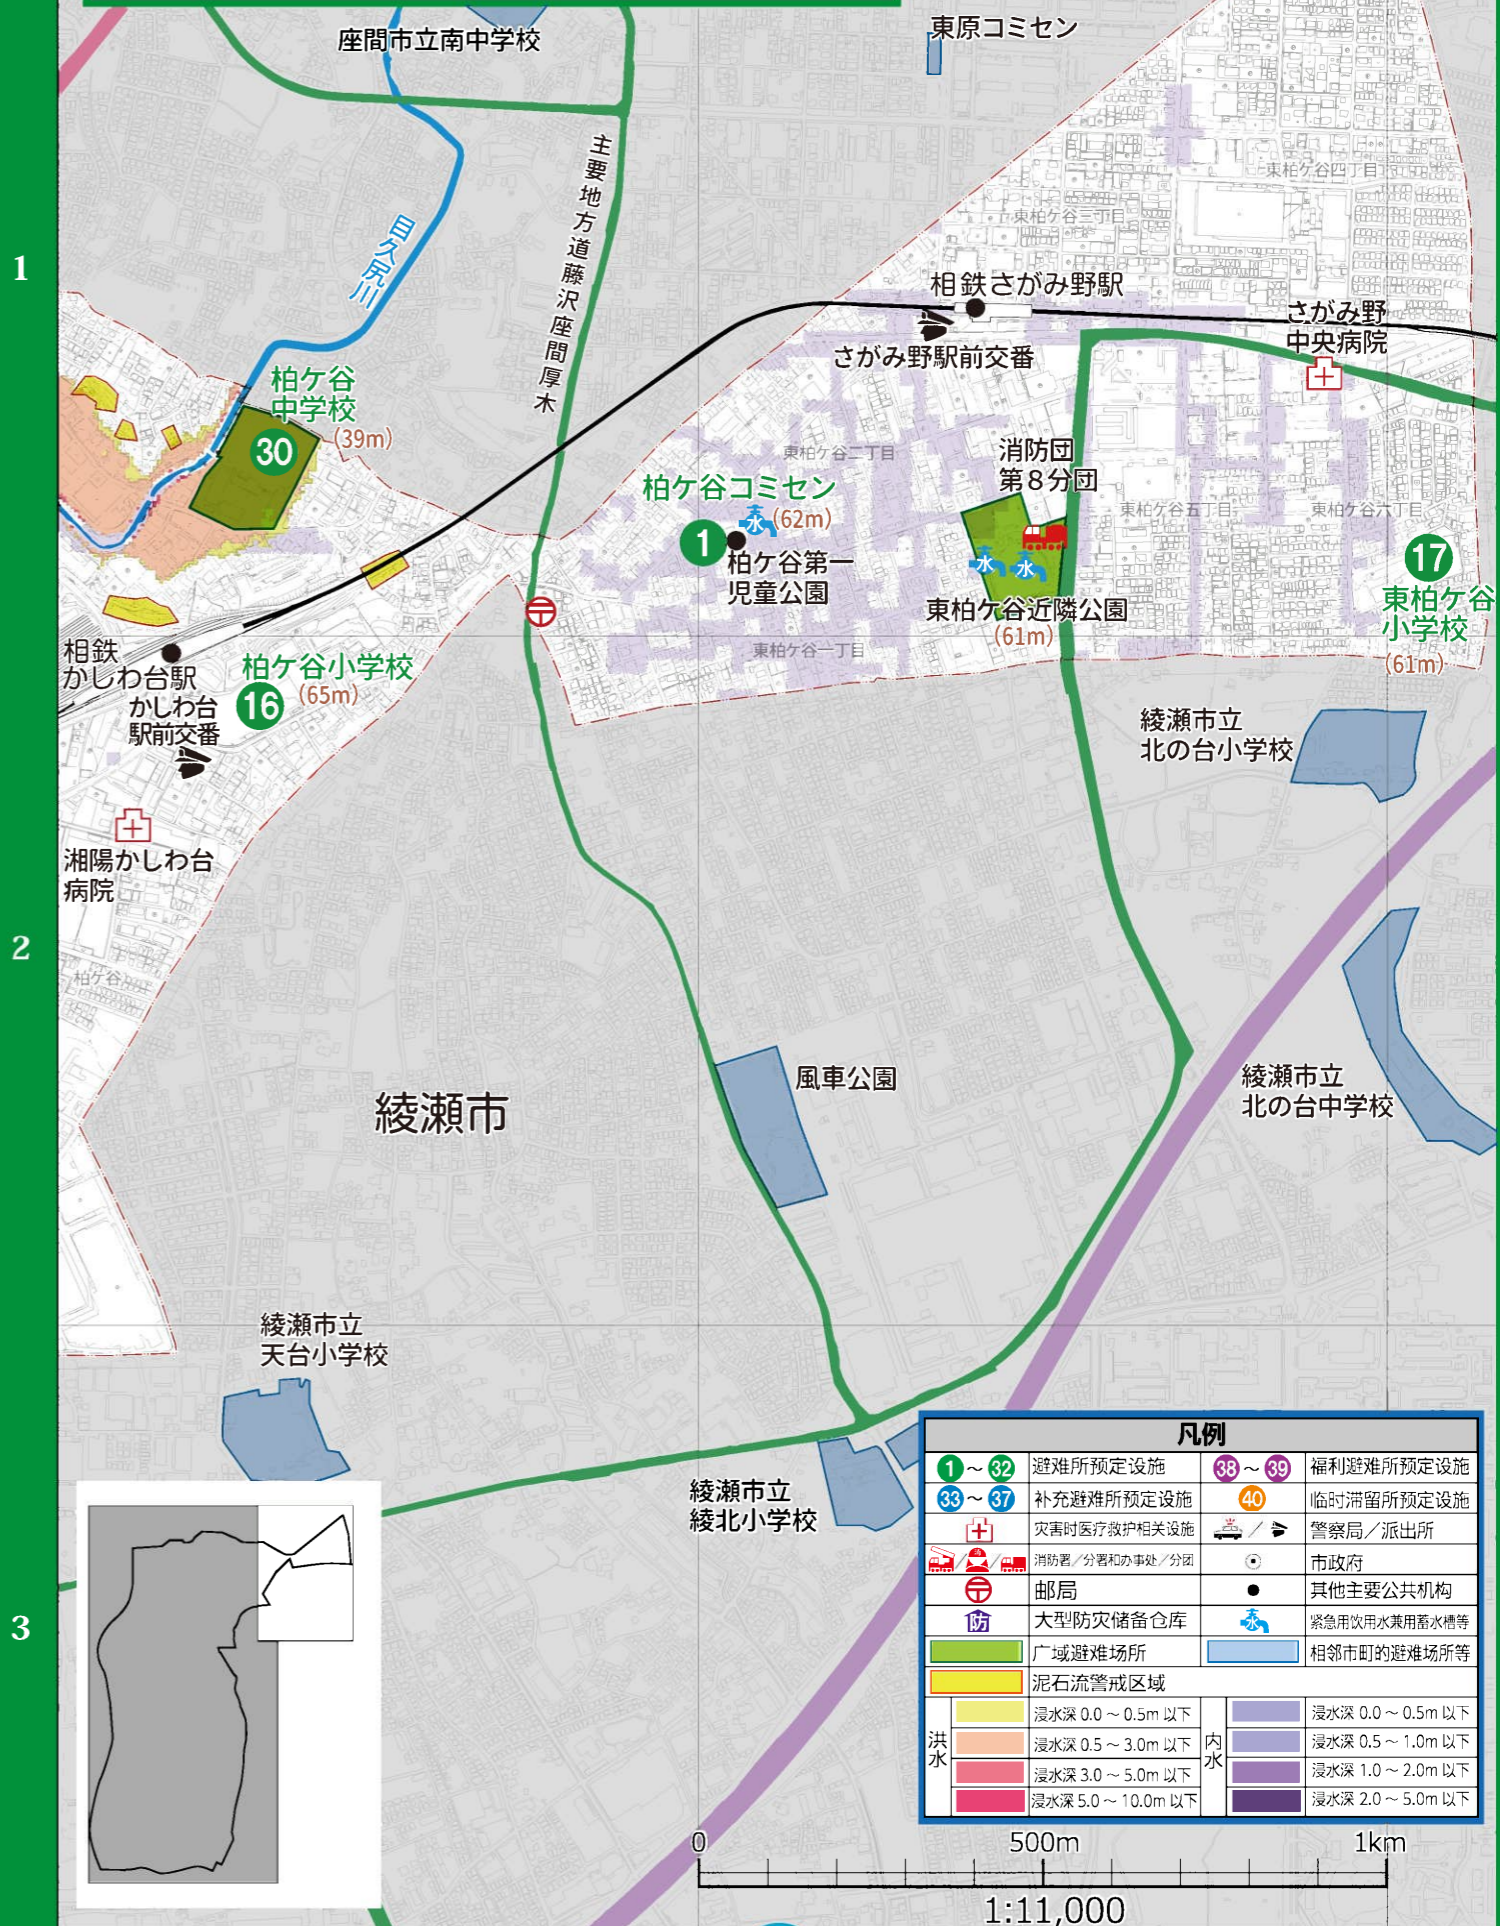 座間市立南中学校
東原コミセン
1
主要地方道藤沢座間厚木
目久尻川
東柏ケ谷四丁目
東柏ケ谷三丁目
相鉄さがみ野駅
さがみ野
中央病院
さがみ野駅前交番
柏ケ谷
中学校
(39m)
30
東柏ケ谷二丁目
消防団
第8分団
柏ケ谷コミセン
水
(62m)
1
柏ケ谷第一
児童公園
東柏ケ谷五丁目
東柏ケ谷六丁目
水
水
17
東柏ケ谷
小学校
(61m)
東柏ケ谷近隣公園
(61m)
東柏ケ谷一丁目
相鉄
かしわ台駅
柏ケ谷小学校
16
(65m)
かしわ台
駅前交番
綾瀬市立
北の台小学校
湘陽かしわ台
病院
2
柏ケ谷
綾瀬市
風車公園
綾瀬市立
北の台中学校
綾瀬市立
天台小学校
綾瀬市立
綾北小学校
3
凡例
1～32 避难所预定设施 38～39 福利避难所预定设施
33～37 补充避难所预定设施 40 临时滞留所预定设施
灾害时医疗救护相关设施 / 警察局／派出所
/ / 消防署／分署和办事处／分团 市政府
邮局 其他主要公共机构
防 大型防灾储备仓库 水 紧急用饮用水兼用蓄水槽等
广域避难场所 相邻市町的避难场所等
泥石流警戒区域
洪水 浸水深 0.0～0.5m 以下 内水 浸水深 0.0～0.5m 以下
浸水深 0.5～3.0m 以下 浸水深 0.5～1.0m 以下
浸水深 3.0～5.0m 以下 浸水深 1.0～2.0m 以下
浸水深 5.0～10.0m 以下 浸水深 2.0～5.0m 以下
0 500m 1km
1:11,000